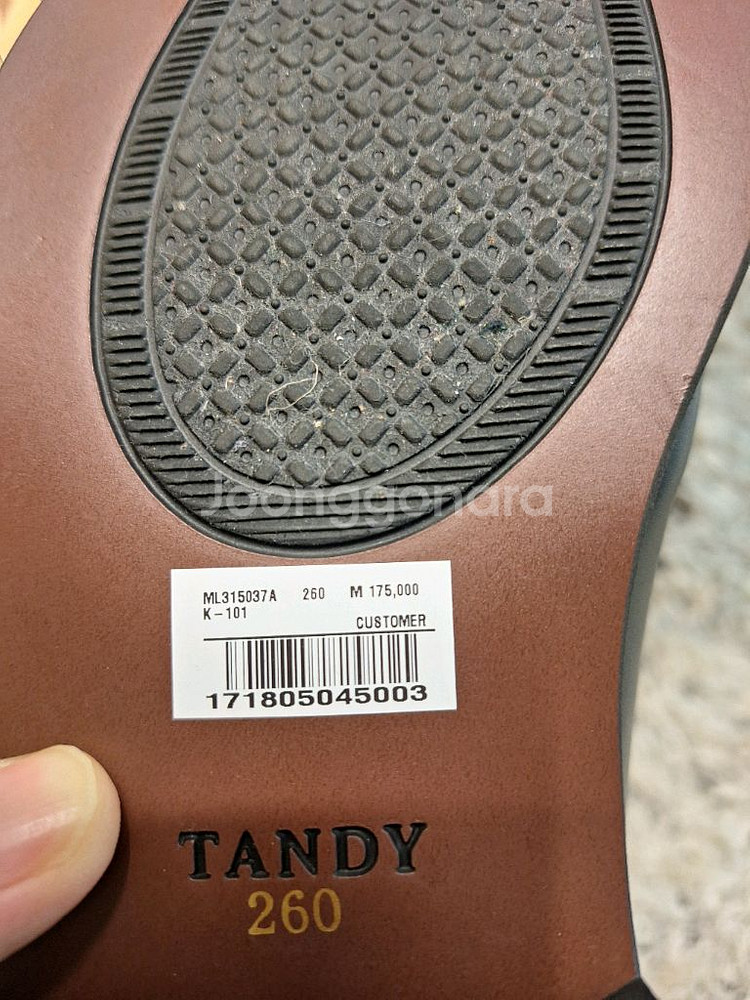 Joonggonara
ML315037A 260 M 175,000
K-101
CUSTOMER
171805045003
TANDY
260